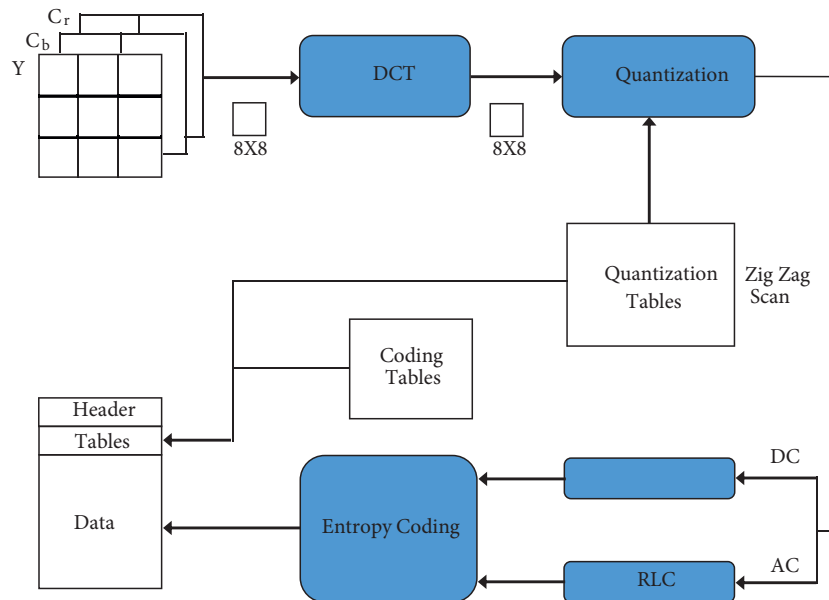 Cr
Cb
Y
DCT
Quantization
8X8
8X8
Quantization
Tables
Zig Zag
Scan
Coding
Tables
Header
Tables
Data
Entropy Coding
DC
AC
RLC